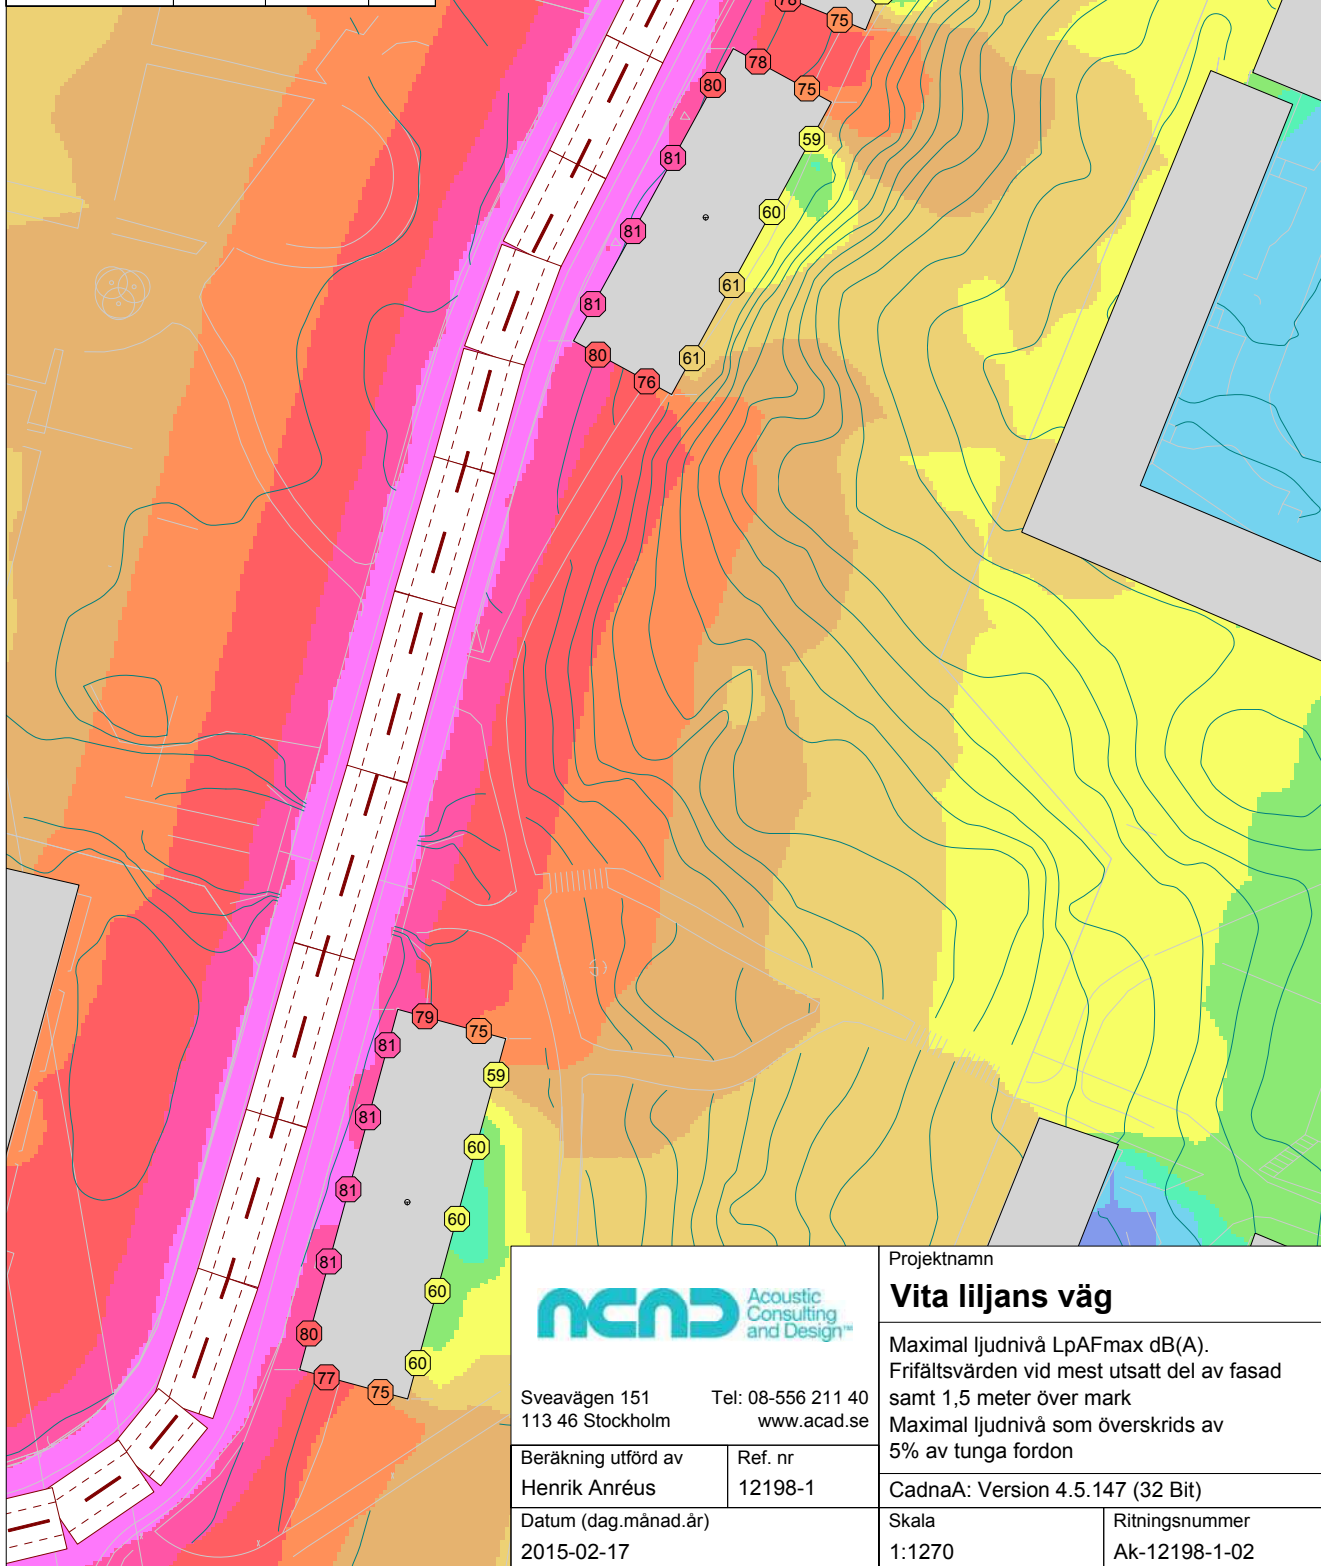 78
75
78
80
75
59
81
60
81
61
81
80
61
76
79
75
81
59
81
60
81
60
81
60
80
60
77
75
ACAD Acoustic
Consulting
and Design™
Sveavägen 151 Tel: 08-556 211 40
113 46 Stockholm www.acad.se
Beräkning utförd av
Henrik Anréus
Ref. nr
12198-1
Datum (dag.månad.år)
2015-02-17
Projektnamn
Vita liljans väg
Maximal ljudnivå LpAFmax dB(A).
Frifältsvärden vid mest utsatt del av fasad
samt 1,5 meter över mark
Maximal ljudnivå som överskrids av
5% av tunga fordon
CadnaA: Version 4.5.147 (32 Bit)
Skala
1:1270
Ritningsnummer
Ak-12198-1-02